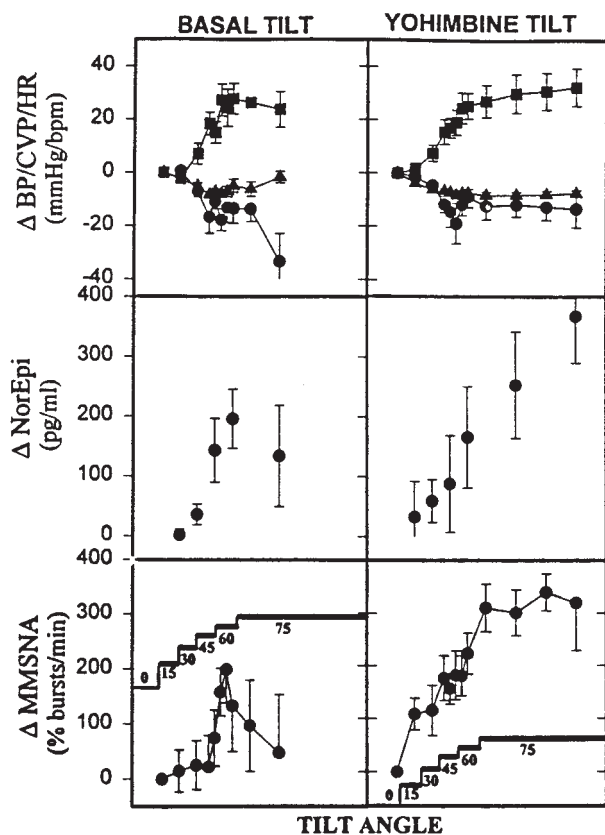 BASAL TILT YOHIMBINE TILT
Δ BP/CVP/HR
(mmHg/bpm)
40
20
0
-20
-40
Δ NorEpi
(pg/ml)
400
300
200
100
0
Δ MMSNA
(% bursts/min)
400
300
200
100
0
0 15 30 45 60 75
0 15 30 45 60 75
TILT ANGLE